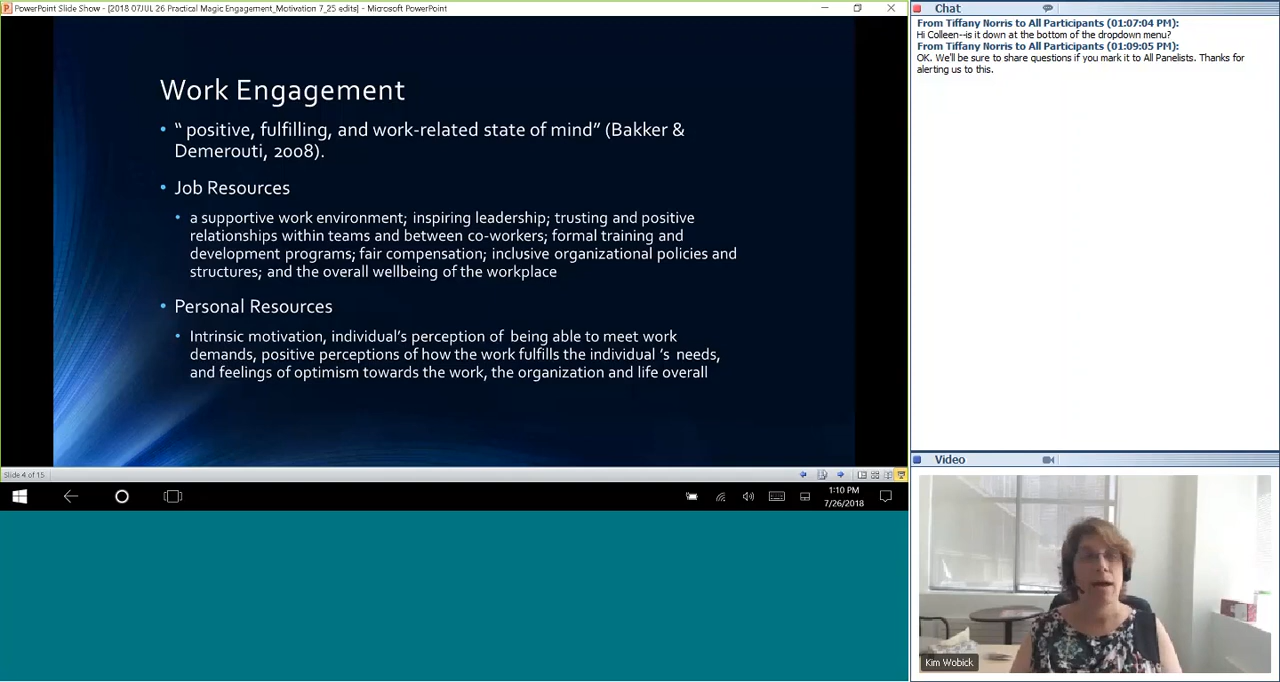 PowerPoint Slide Show - [2018 07JUL 26 Practical Magic Engagement_Motivation 7_25 edits] - Microsoft PowerPoint
Work Engagement
• “ positive, fulfilling, and work-related state of mind” (Bakker &
Demerouti, 2008).
• Job Resources
• a supportive work environment; inspiring leadership; trusting and positive
relationships within teams and between co-workers; formal training and
development programs; fair compensation; inclusive organizational policies and
structures; and the overall wellbeing of the workplace
• Personal Resources
• Intrinsic motivation, individual’s perception of being able to meet work
demands, positive perceptions of how the work fulfills the individual ’s needs,
and feelings of optimism towards the work, the organization and life overall
Slide 4 of 15
1:10 PM
7/26/2018
Chat
From Tiffany Norris to All Participants (01:07:04 PM):
Hi Colleen--is it down at the bottom of the dropdown menu?
From Tiffany Norris to All Participants (01:09:05 PM):
OK. We'll be sure to share questions if you mark it to All Panelists. Thanks for
alerting us to this.
Video
Kim Wobick